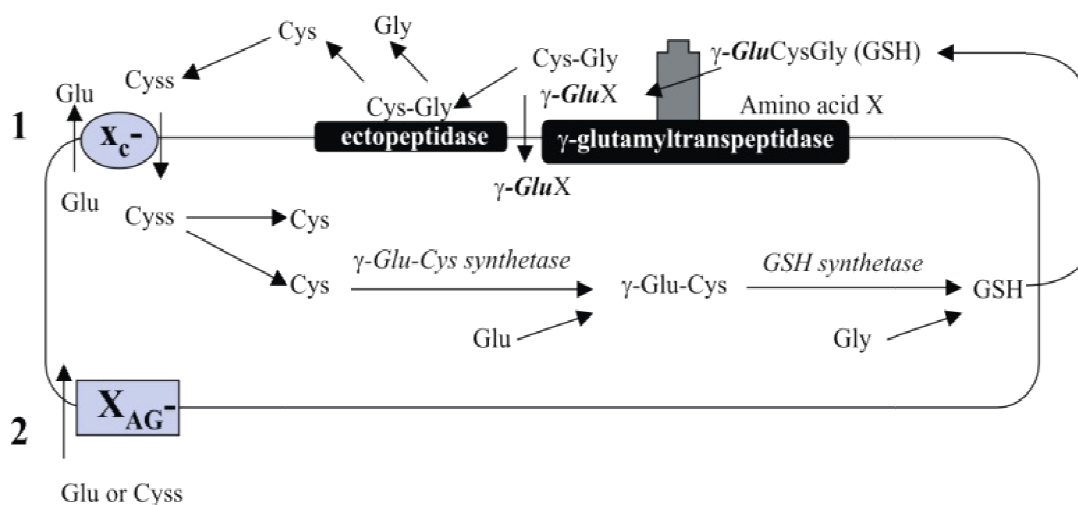 Gly
Cys
γ-GluCysGly (GSH)
Cys-Gly
Cyss
Glu
γ-GluX
Cys-Gly
Amino acid X
1
xc-
ectopeptidase
γ-glutamyltranspeptidase
γ-GluX
Glu
Cyss
Cys
γ-Glu-Cys synthetase
GSH synthetase
Cys
γ-Glu-Cys
GSH
Glu
Gly
XAG-
2
Glu or Cyss